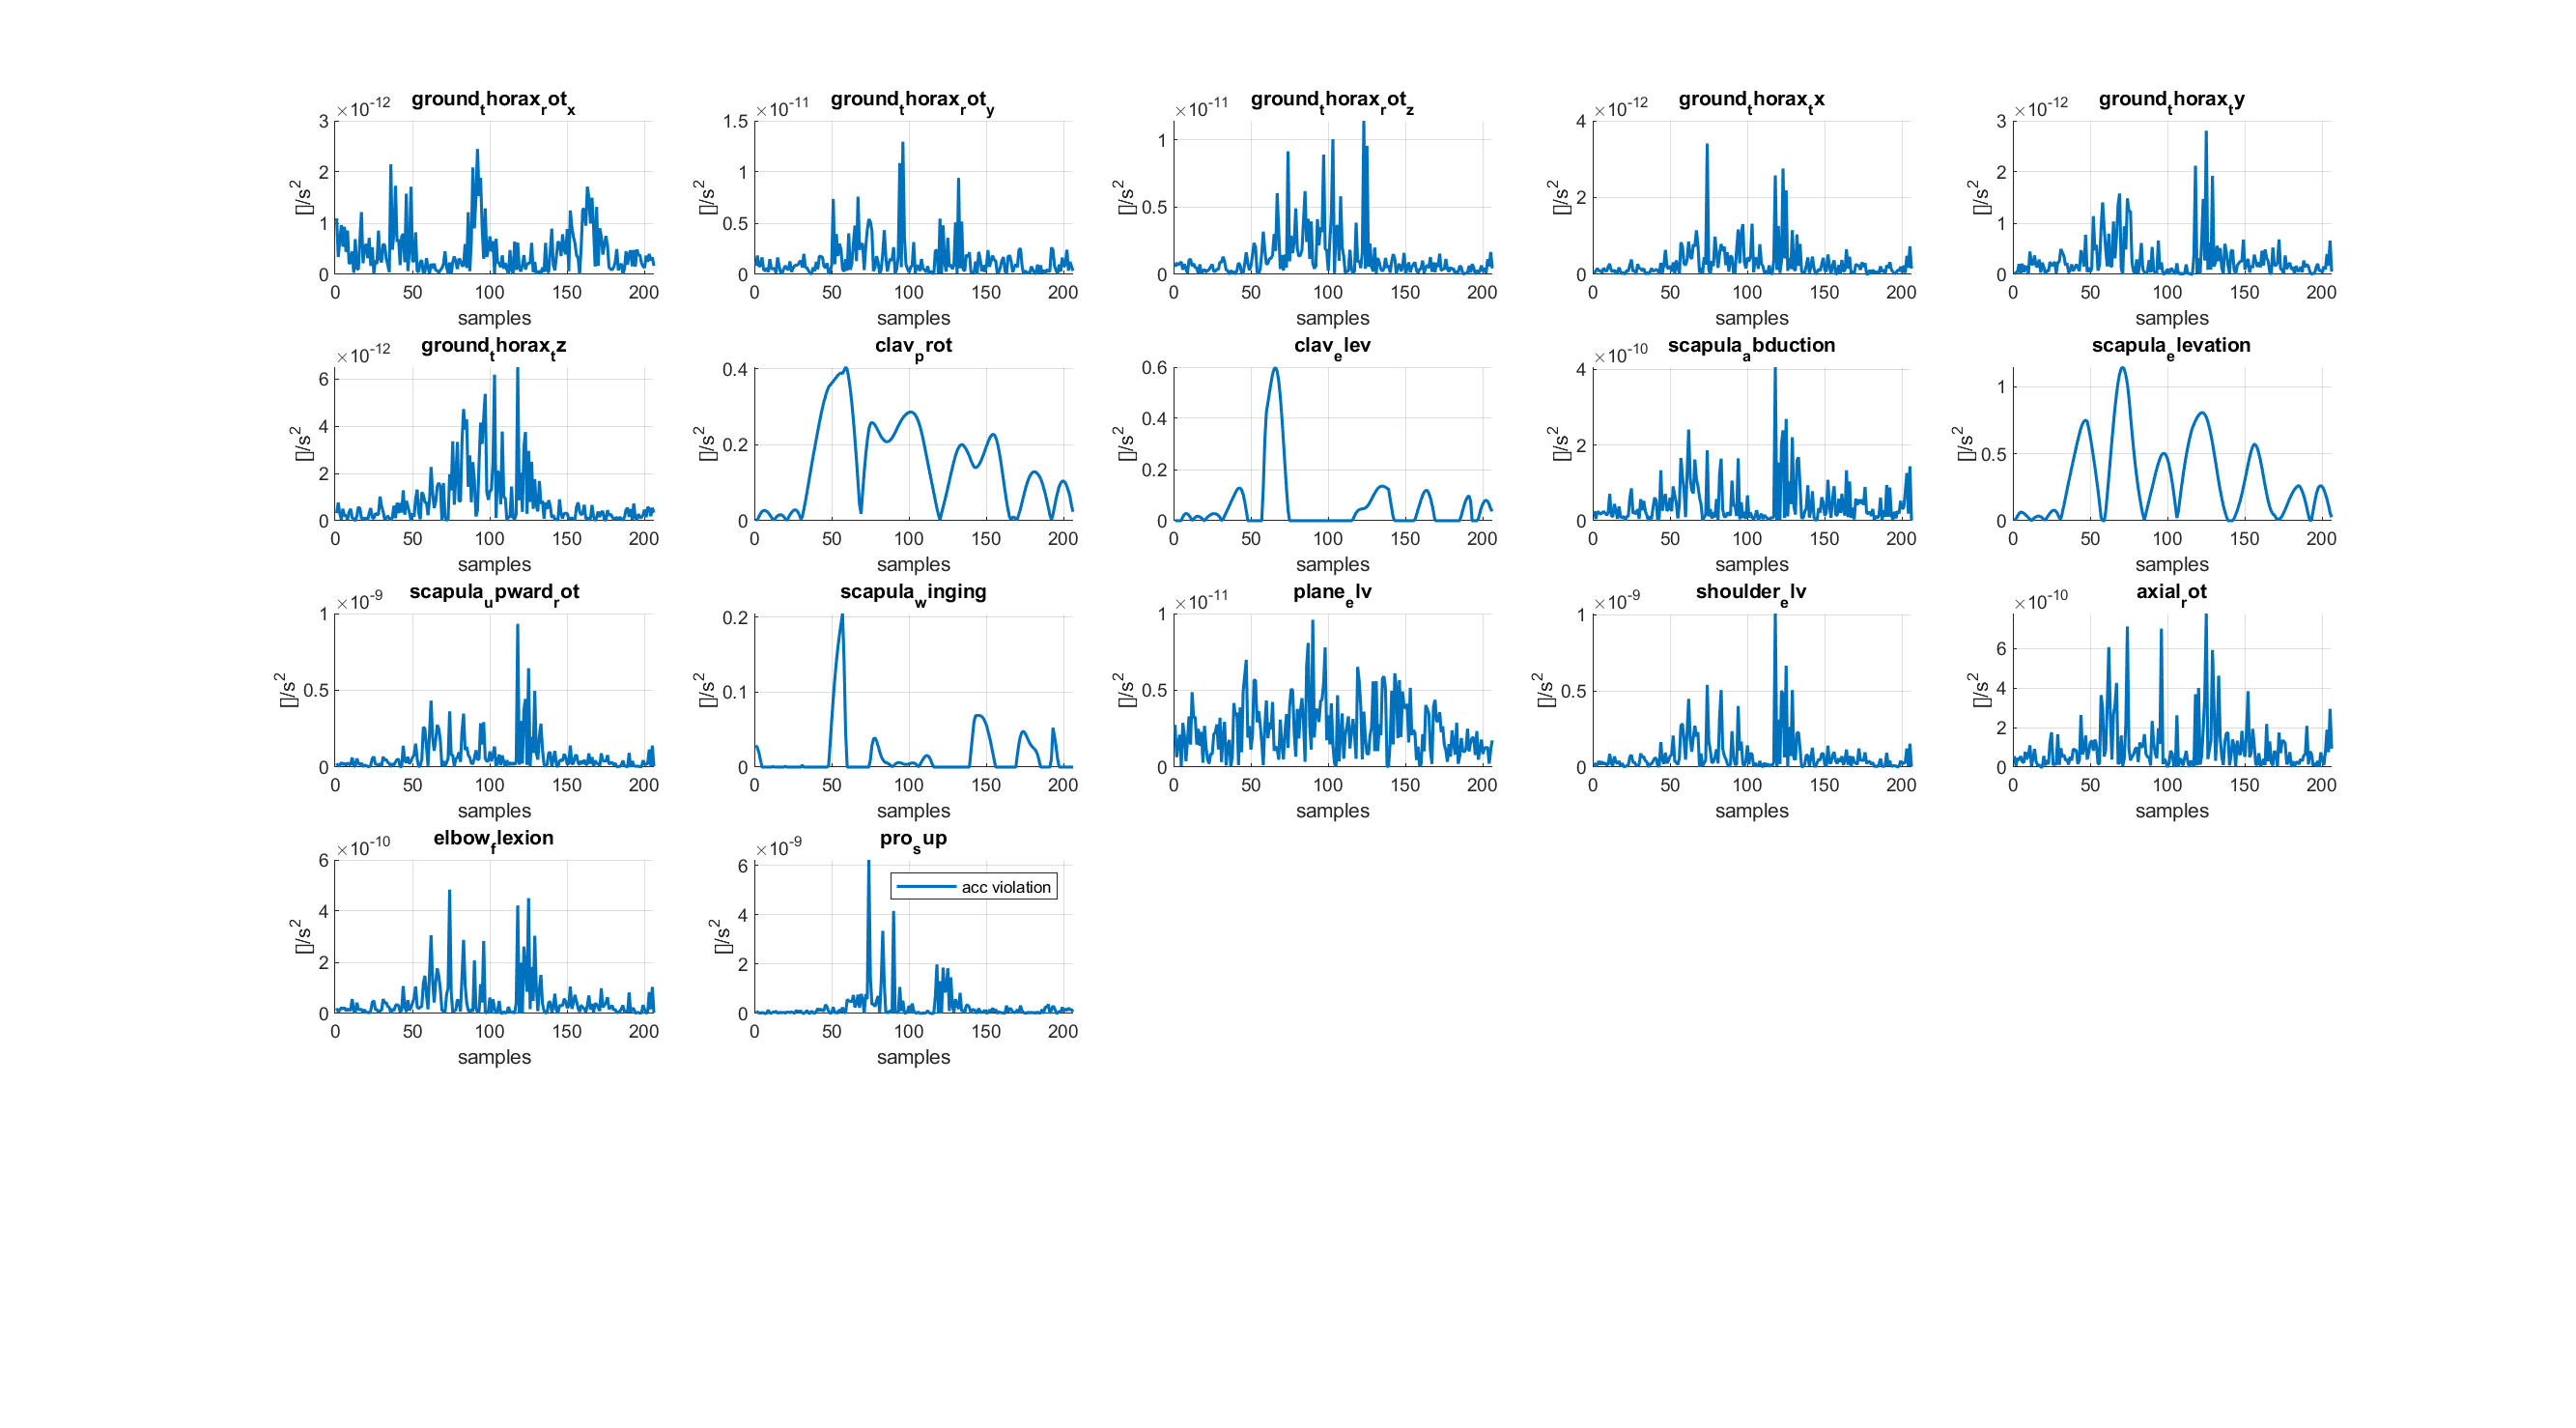 ×10-12 ground_thorax_rot_x
3
2
1
0
[]/s2
0 50 100 150 200
samples
×10-11 ground_thorax_rot_y
1.5
1
0.5
0
[]/s2
0 50 100 150 200
samples
×10-11 ground_thorax_rot_z
1
0.5
0
[]/s2
0 50 100 150 200
samples
×10-12 ground_thorax_tx
4
2
0
[]/s2
0 50 100 150 200
samples
×10-12 ground_thorax_ty
3
2
1
0
[]/s2
0 50 100 150 200
samples
×10-12 ground_thorax_tz
6
4
2
0
[]/s2
0 50 100 150 200
samples
clav_prot
0.4
0.2
0
[]/s2
0 50 100 150 200
samples
clav_elev
0.6
0.4
0.2
0
[]/s2
0 50 100 150 200
samples
×10-10 scapula_abduction
4
2
0
[]/s2
0 50 100 150 200
samples
scapula_elevation
1
0.5
0
[]/s2
0 50 100 150 200
samples
×10-9 scapula_upward_rot
1
0.5
0
[]/s2
0 50 100 150 200
samples
scapula_winging
0.2
0.1
0
[]/s2
0 50 100 150 200
samples
×10-11 plane_elv
1
0.5
0
[]/s2
0 50 100 150 200
samples
×10-9 shoulder_elv
1
0.5
0
[]/s2
0 50 100 150 200
samples
×10-10 axial_rot
6
4
2
0
[]/s2
0 50 100 150 200
samples
×10-10 elbow_flexion
6
4
2
0
[]/s2
0 50 100 150 200
samples
×10-9 pro_sup
6
4
2
0
[]/s2
acc violation
0 50 100 150 200
samples